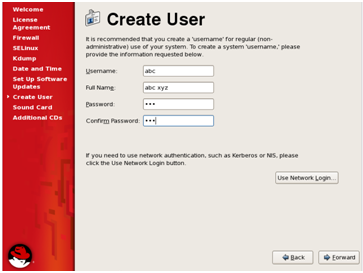 Welcome
License
Agreement
Firewall
SELinux
Kdump
Date and Time
Set Up Software
Updates
Create User
Sound Card
Additional CDs
Create User
It is recommended that you create a 'username' for regular (non-
administrative) use of your system. To create a system 'username,' please
provide the information requested below.
Username: abc
Full Name: abc xyz
Password: •••
Confirm Password: •••
If you need to use network authentication, such as Kerberos or NIS, please
click the Use Network Login button.
Use Network Login...
Back Forward